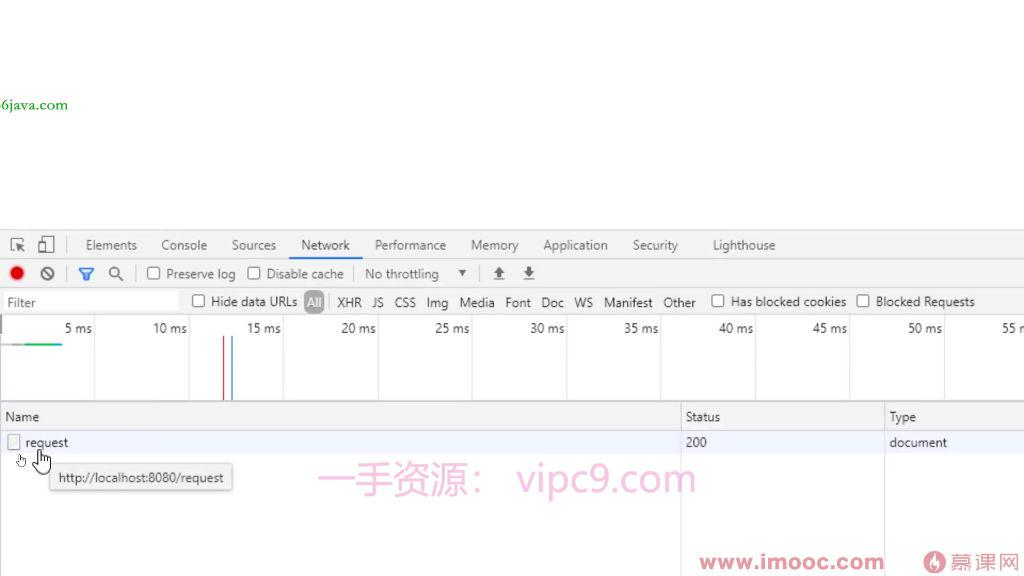 6java.com
Elements Console Sources Network Performance Memory Application Security Lighthouse
Preserve log Disable cache No throttling
Filter Hide data URLs All XHR JS CSS Img Media Font Doc WS Manifest Other Has blocked cookies Blocked Requests
5 ms 10 ms 15 ms 20 ms 25 ms 30 ms 35 ms 40 ms 45 ms 50 ms 55 m
Name Status Type
request 200 document
http://localhost:8080/request
一手资源： vipc9.com
www.imooc.com 慕课网